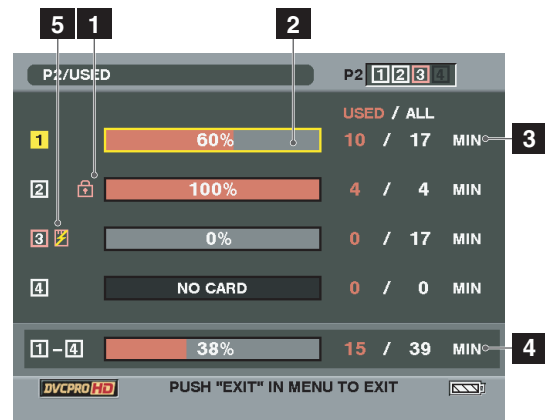 5 1 2
P2/USED P2 1 2 3 4
USED / ALL
1 60% 10 / 17 MIN 3
2 100% 4 / 4 MIN
3 0% 0 / 17 MIN
4 NO CARD 0 / 0 MIN
1-4 38% 15 / 39 MIN 4
DVCPRO HD PUSH "EXIT" IN MENU TO EXIT